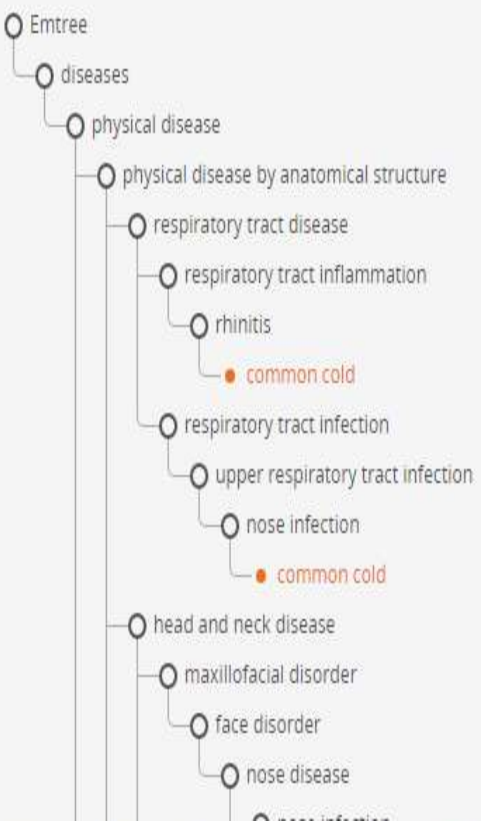 Emtree
diseases
physical disease
physical disease by anatomical structure
respiratory tract disease
respiratory tract inflammation
rhinitis
common cold
respiratory tract infection
upper respiratory tract infection
nose infection
common cold
head and neck disease
maxillofacial disorder
face disorder
nose disease
nose infection